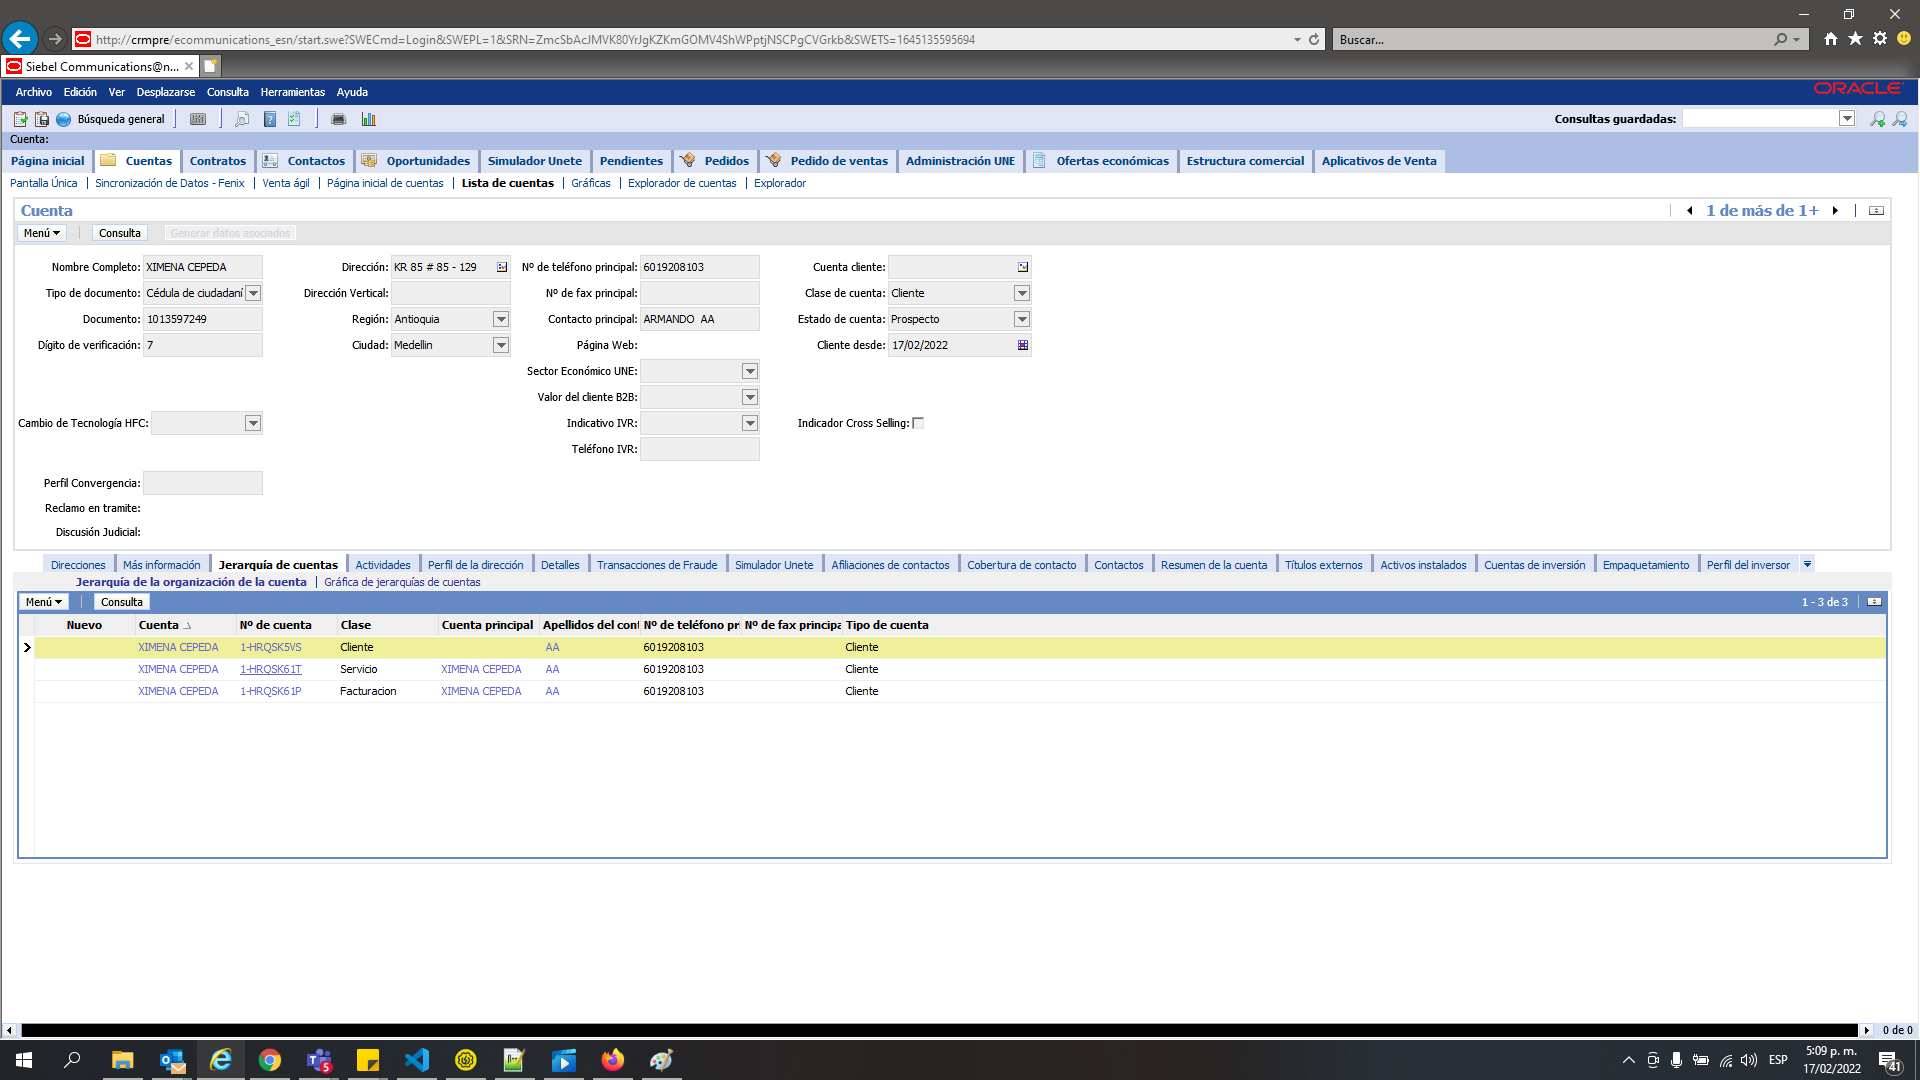 http://crmpre/ecommunications_esn/start.swe?SWECmd=Login&SWEPL=1&SRN=ZmcSbAcJMVK80YrJgKZKmGOMV4ShWPptjNSCPgCVGrkb&SWETS=1645135595694 Buscar...
Siebel Communications@n...
Archivo Edición Ver Desplazarse Consulta Herramientas Ayuda ORACLE
Búsqueda general Consultas guardadas:
Cuenta:
Página inicial Cuentas Contratos Contactos Oportunidades Simulador Unete Pendientes Pedidos Pedido de ventas Administración UNE Ofertas económicas Estructura comercial Aplicativos de Venta
Pantalla Única Sincronización de Datos - Fenix Venta ágil Página inicial de cuentas Lista de cuentas Gráficas Explorador de cuentas Explorador
Cuenta 1 de más de 1+
Menú Consulta Generar datos asociados
Nombre Completo: XIMENA CEPEDA Dirección: KR 85 # 85 - 129 Nº de teléfono principal: 6019208103 Cuenta cliente:
Tipo de documento: Cédula de ciudadaní Dirección Vertical: Nº de fax principal: Clase de cuenta: Cliente
Documento: 1013597249 Región: Antioquia Contacto principal: ARMANDO AA Estado de cuenta: Prospecto
Dígito de verificación: 7 Ciudad: Medellin Página Web: Cliente desde: 17/02/2022
Sector Económico UNE:
Valor del cliente B2B:
Cambio de Tecnología HFC: Indicativo IVR: Indicador Cross Selling:
Teléfono IVR:
Perfil Convergencia:
Reclamo en tramite:
Discusión Judicial:
Direcciones Más información Jerarquía de cuentas Actividades Perfil de la dirección Detalles Transacciones de Fraude Simulador Unete Afiliaciones de contactos Cobertura de contacto Contactos Resumen de la cuenta Títulos externos Activos instalados Cuentas de inversión Empaquetamiento Perfil del inversor
Jerarquía de la organización de la cuenta Gráfica de jerarquías de cuentas
Menú Consulta 1 - 3 de 3
Nuevo Cuenta Nº de cuenta Clase Cuenta principal Apellidos del cont Nº de teléfono pr Nº de fax principa Tipo de cuenta
XIMENA CEPEDA 1-HRQSK5VS Cliente AA 6019208103 Cliente
XIMENA CEPEDA 1-HRQSK61T Servicio XIMENA CEPEDA AA 6019208103 Cliente
XIMENA CEPEDA 1-HRQSK61P Facturacion XIMENA CEPEDA AA 6019208103 Cliente
0 de 0
5 ESP 5:09 p. m.
17/02/2022 41